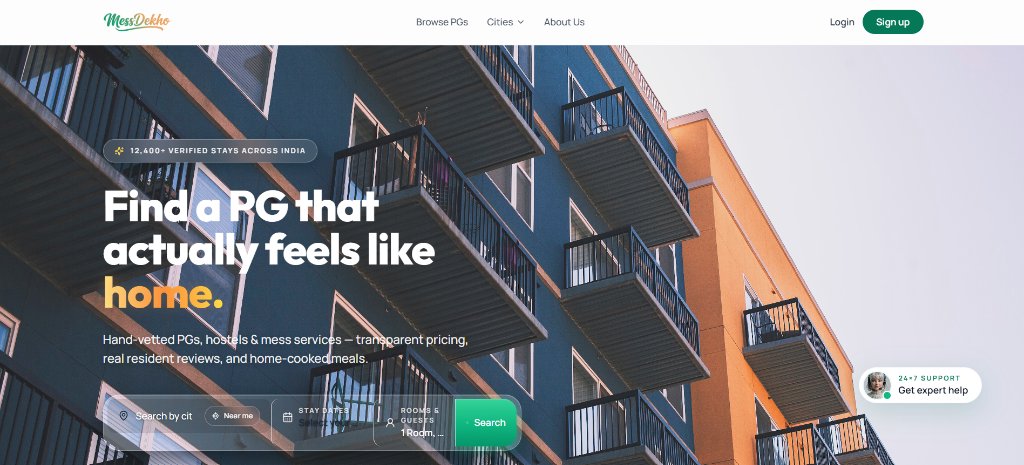 MessDekho
Browse PGs
Cities
About Us
Login
Sign up
12,400+ VERIFIED STAYS ACROSS INDIA
Find a PG that
actually feels like
home.
Hand-vetted PGs, hostels & mess services — transparent pricing,
real resident reviews, and home-cooked meals.
Search by cit
Near me
STAY DATES
Select your
ROOMS &
GUESTS
1 Room, ...
Search
24×7 SUPPORT
Get expert help